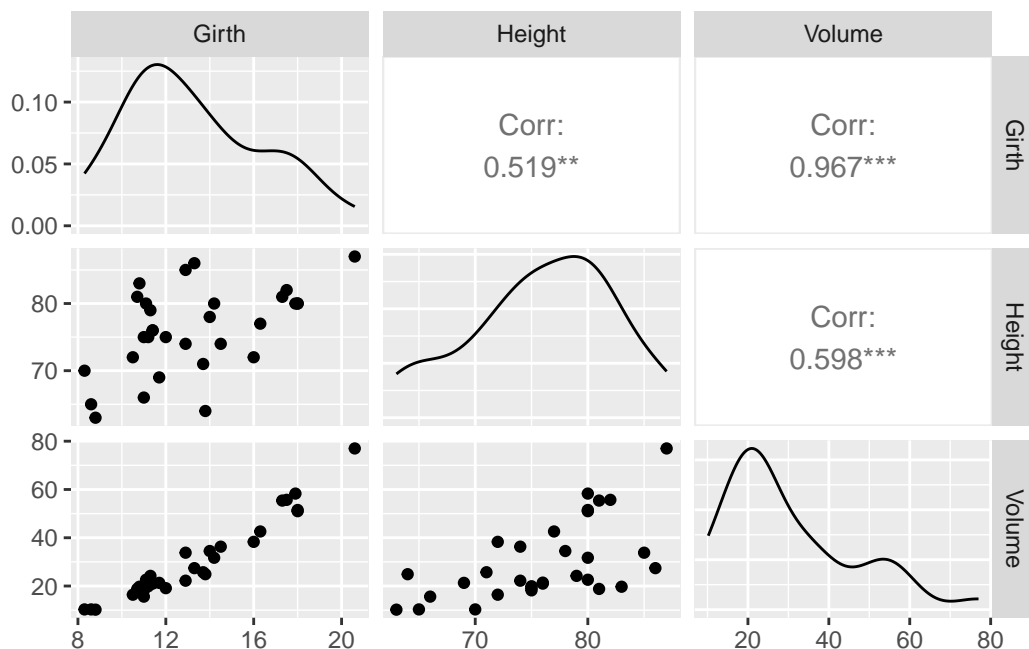 Girth Height Volume
0.10
0.05
0.00
Corr:
0.519**
Corr:
0.967***
Girth
80
70
Corr:
0.598***
Height
80
60
40
20
Volume
8 12 16 20
70 80
20 40 60 80